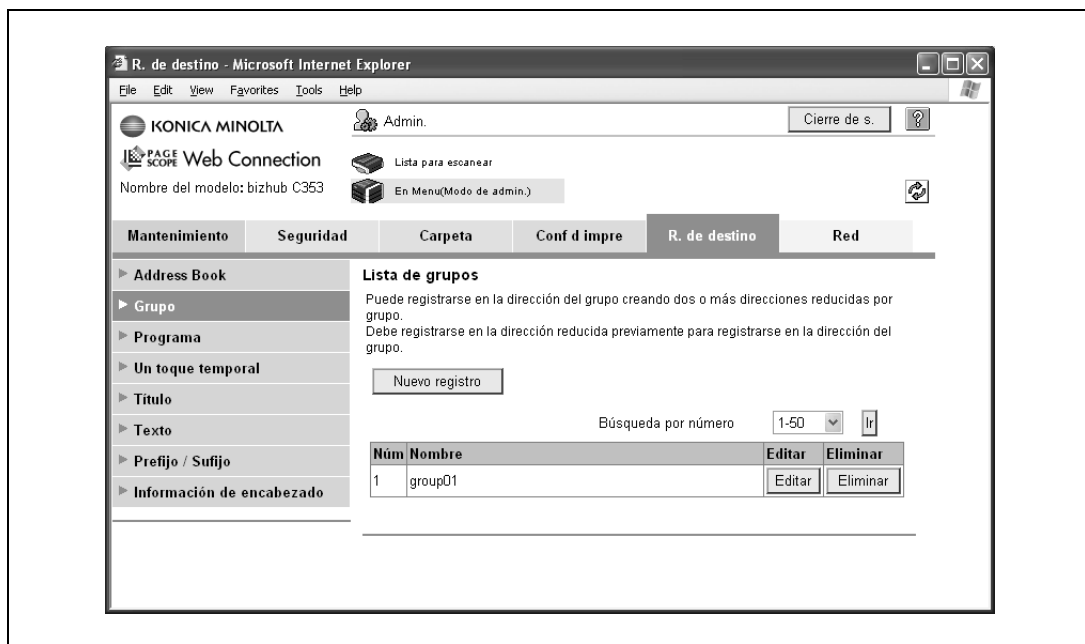 R. de destino - Microsoft Internet Explorer
File Edit View Favorites Tools Help
KONICA MINOLTA
Admin.
Cierre de s.
?
PAGE SCOPE Web Connection
Lista para escanear
Nombre del modelo: bizhub C353
En Menu(Modo de admin.)
Mantenimiento Seguridad Carpeta Conf d impre R. de destino Red
Address Book
Grupo
Programa
Un toque temporal
Título
Texto
Prefijo / Sufijo
Información de encabezado
Lista de grupos
Puede registrarse en la dirección del grupo creando dos o más direcciones reducidas por
grupo.
Debe registrarse en la dirección reducida previamente para registrarse en la dirección del
grupo.
Nuevo registro
Búsqueda por número 1-50 Ir
Núm Nombre Editar Eliminar
1 group01 Editar Eliminar